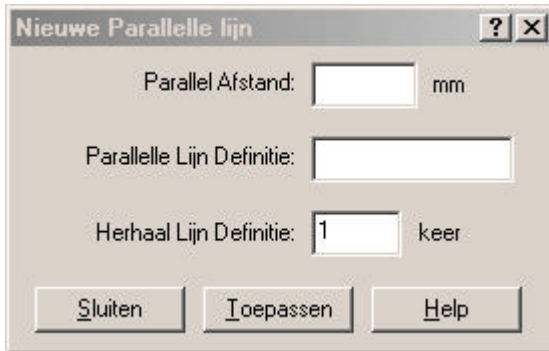 Nieuwe Parallelle lijn
Parallel Afstand: mm
Parallelle Lijn Definitie:
Herhaal Lijn Definitie: 1 keer
Sluiten Toepassen Help